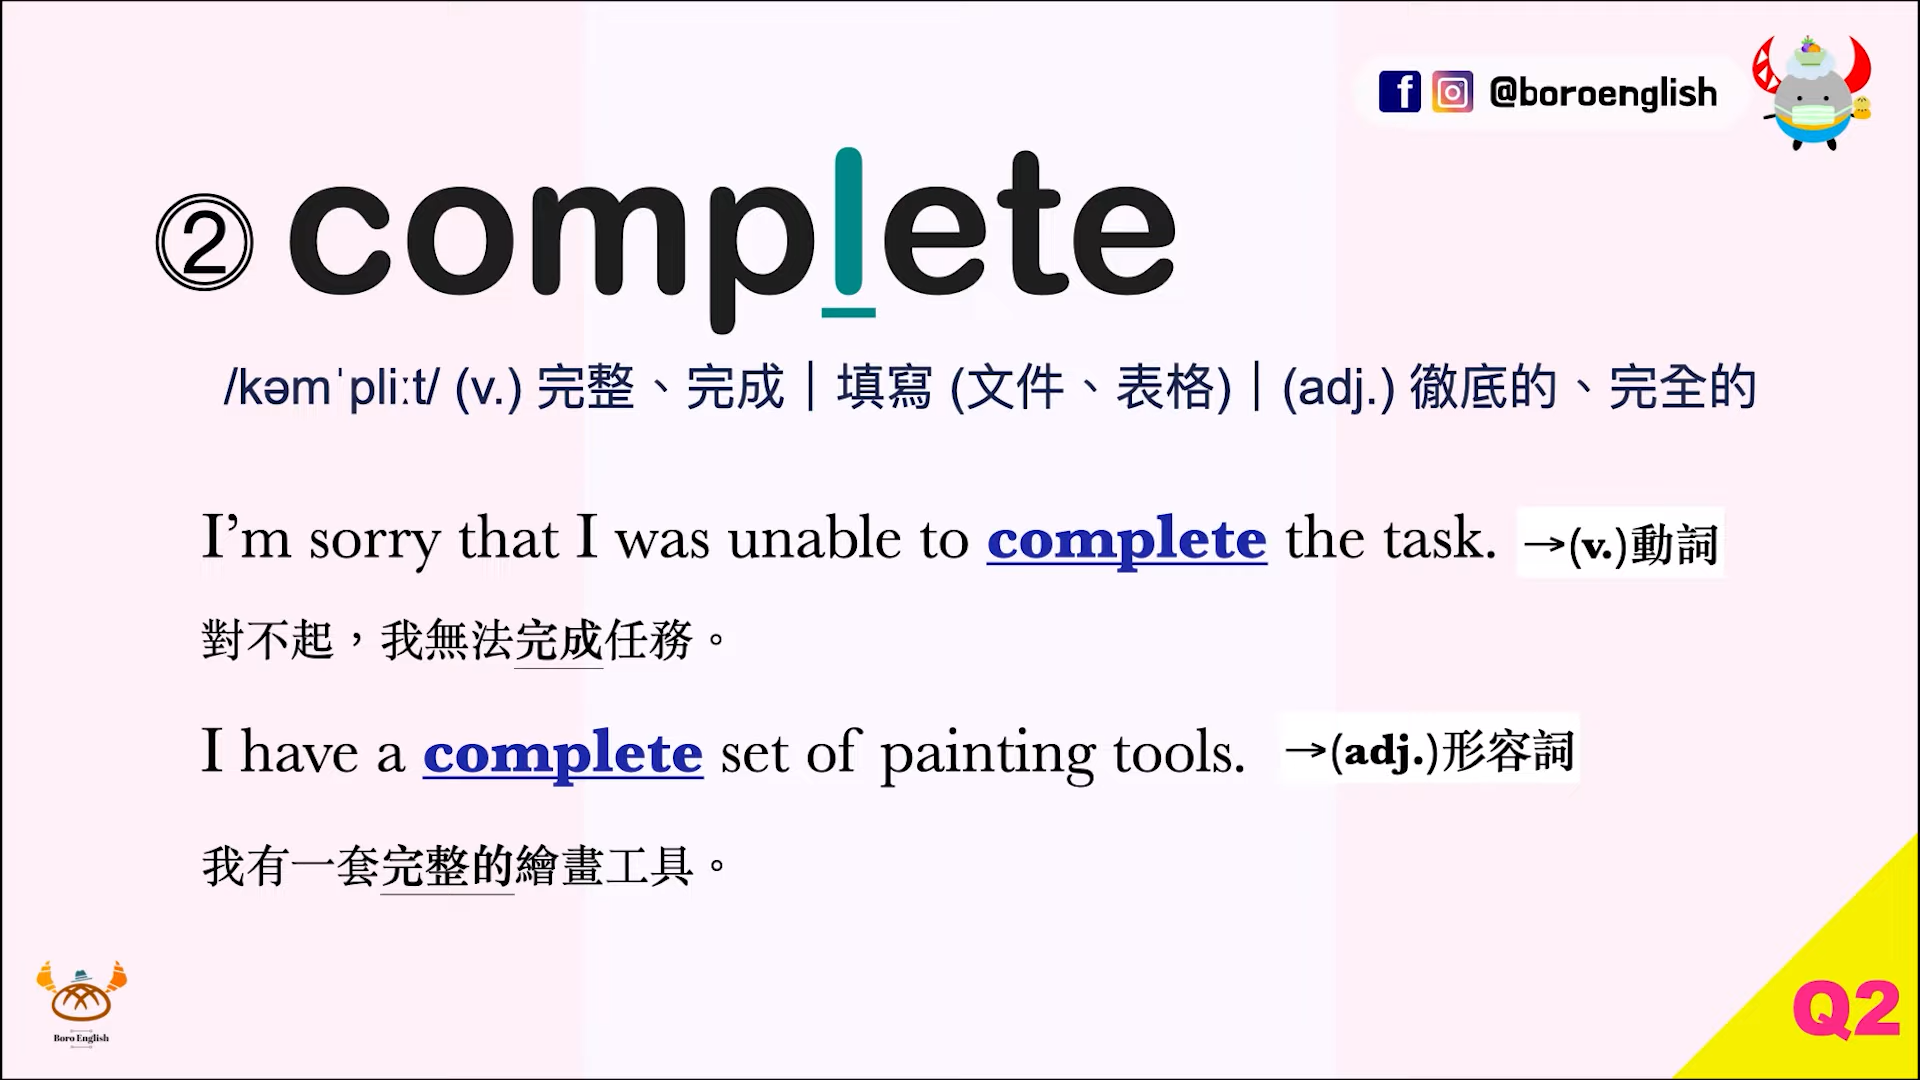 @boroenglish
② complete
/kəmˈpliːt/ (v.) 完整、完成｜填寫 (文件、表格)｜(adj.) 徹底的、完全的
I’m sorry that I was unable to complete the task. →(v.)動詞
對不起，我無法完成任務。
I have a complete set of painting tools. →(adj.)形容詞
我有一套完整的繪畫工具。
Boro English
Q2